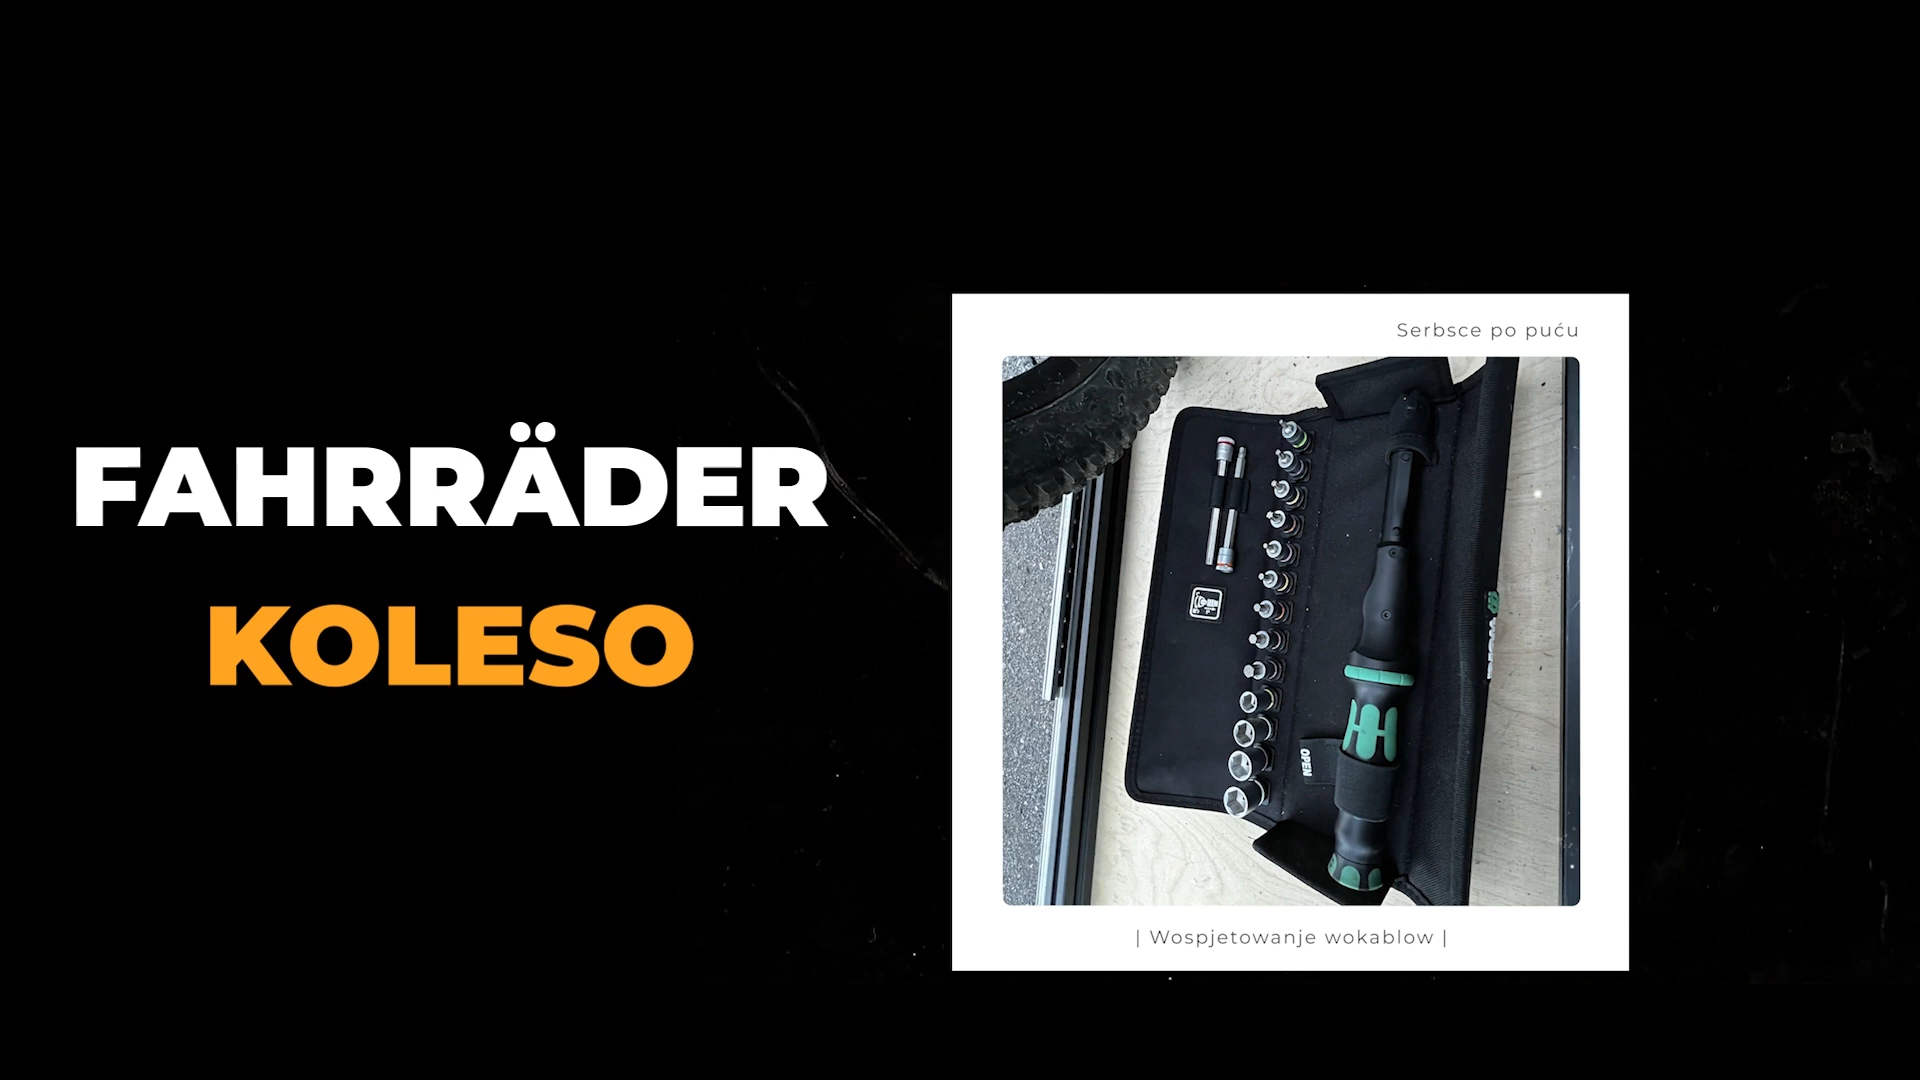 FAHRRÄDER
KOLESO
Serbsce po puću
OPEN
| Wospjetowanje wokablow |